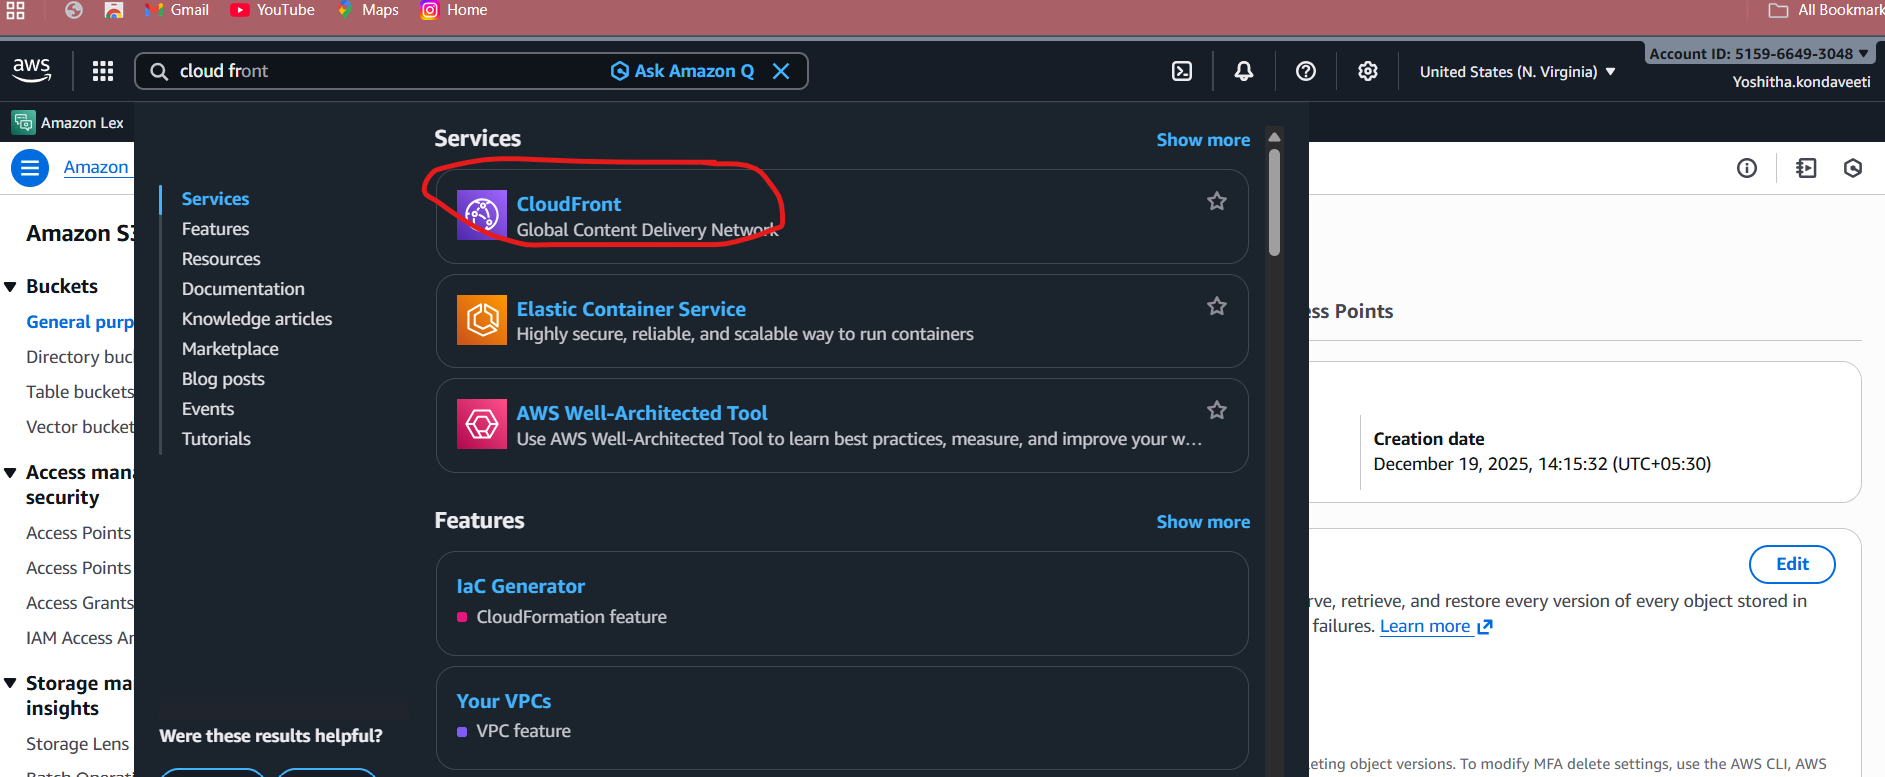 Gmail
YouTube
Maps
Home
All Bookmark
aws
cloud front
Ask Amazon Q
United States (N. Virginia)
Account ID: 5159-6649-3048
Yoshitha.kondaveeti
Amazon Lex
Amazon
Amazon S3
Buckets
General purp
Directory buc
Table buckets
Vector bucket
Access mana
security
Access Points
Access Points
Access Grants
IAM Access An
Storage ma
insights
Storage Lens
Batch Operati
Services
Features
Resources
Documentation
Knowledge articles
Marketplace
Blog posts
Events
Tutorials
Were these results helpful?
Services
Show more
CloudFront
Global Content Delivery Network
Elastic Container Service
Highly secure, reliable, and scalable way to run containers
AWS Well-Architected Tool
Use AWS Well-Architected Tool to learn best practices, measure, and improve your w...
Features
Show more
IaC Generator
CloudFormation feature
Your VPCs
VPC feature
ess Points
Creation date
December 19, 2025, 14:15:32 (UTC+05:30)
Edit
rve, retrieve, and restore every version of every object stored in
failures. Learn more
eting object versions. To modify MFA delete settings, use the AWS CLI, AWS